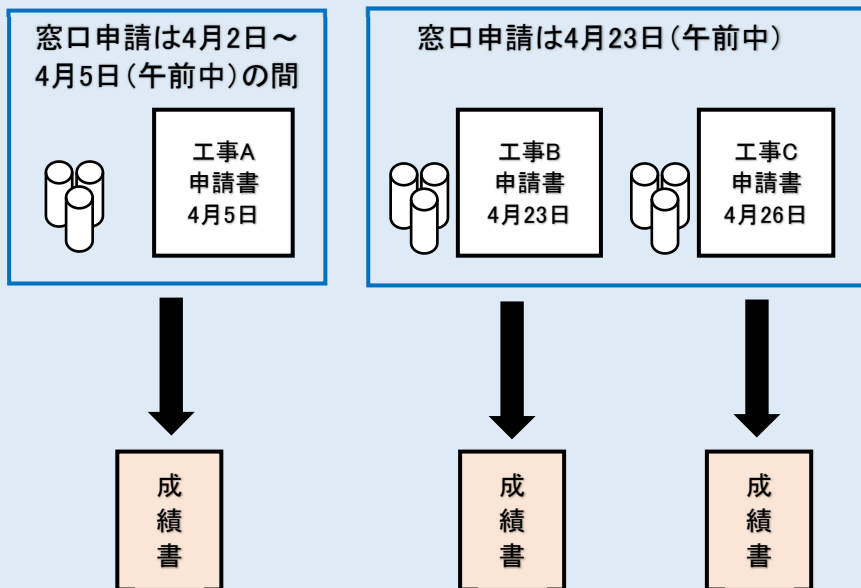 窓口申請は4月2日～
4月5日(午前中)の間
工事A
申請書
4月5日
窓口申請は4月23日(午前中)
工事B
申請書
4月23日
工事C
申請書
4月26日
成
績
書
成
績
書
成
績
書